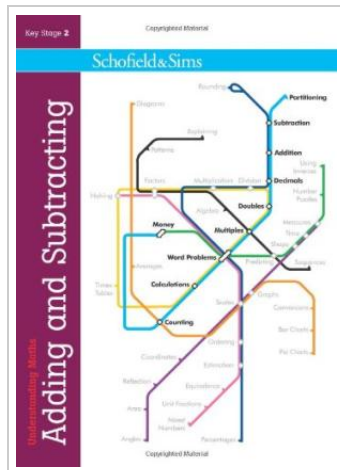 Key Stage 2
Copyrighted Material
Schofield&Sims
Understanding Maths
Adding and Subtracting
Rounding
Partitioning
Diagrams
Subtraction
Explaining
Patterns
Addition
Using Inverses
Factors
Multiplication
Division
Decimals
Number Puzzles
Halving
Doubles
Algebra
Measures
Money
Multiples
Time
Shape
Averages
Word Problems
Predicting
Sequences
Times Tables
Calculations
Graphs
Scales
Conversions
Counting
Bar Charts
Ordering
Pie Charts
Coordinates
Estimation
Reflection
Equivalence
Area
Unit Fractions
Mixed Numbers
Angles
Percentages
Copyrighted Material